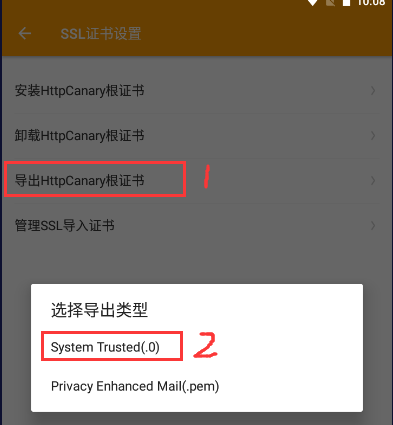 10:08
SSL证书设置
安装HttpCanary根证书
卸载HttpCanary根证书
导出HttpCanary根证书 1
管理SSL导入证书
选择导出类型
System Trusted(.0) 2
Privacy Enhanced Mail(.pem)